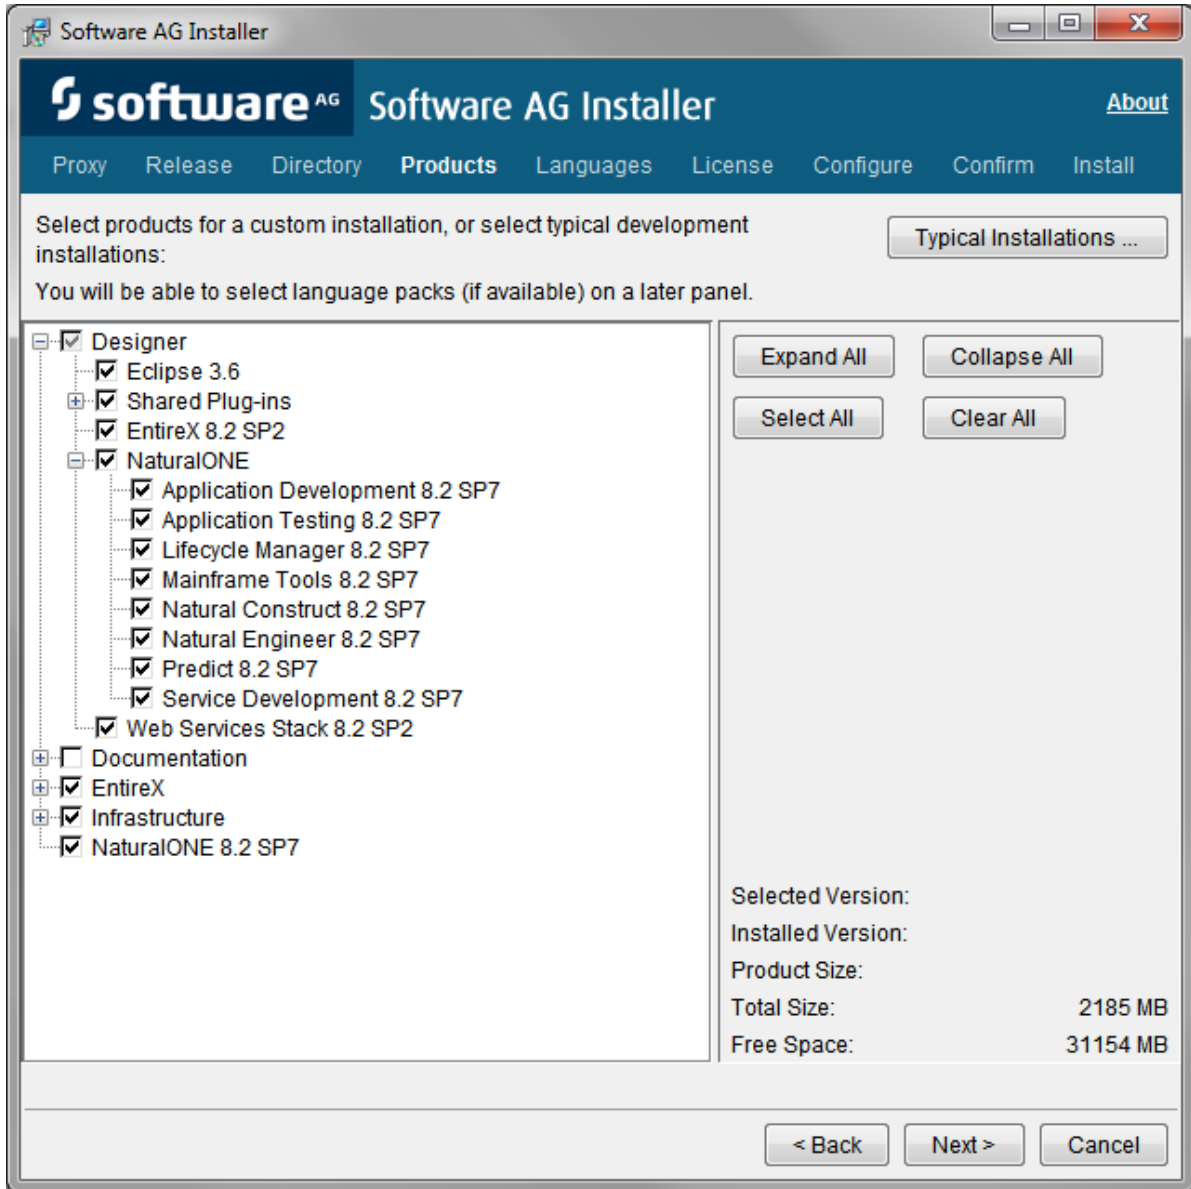 Software AG Installer
software AG Software AG Installer About
Proxy Release Directory Products Languages License Configure Confirm Install
Select products for a custom installation, or select typical development
installations:
Typical Installations ...
You will be able to select language packs (if available) on a later panel.
Designer
Eclipse 3.6
Shared Plug-ins
EntireX 8.2 SP2
NaturalONE
Application Development 8.2 SP7
Application Testing 8.2 SP7
Lifecycle Manager 8.2 SP7
Mainframe Tools 8.2 SP7
Natural Construct 8.2 SP7
Natural Engineer 8.2 SP7
Predict 8.2 SP7
Service Development 8.2 SP7
Web Services Stack 8.2 SP2
Documentation
EntireX
Infrastructure
NaturalONE 8.2 SP7
Expand All Collapse All
Select All Clear All
Selected Version:
Installed Version:
Product Size:
Total Size: 2185 MB
Free Space: 31154 MB
< Back Next > Cancel